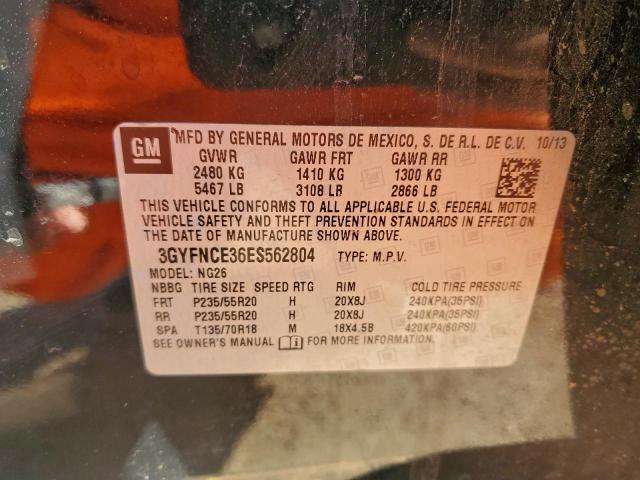 GM
MFD BY GENERAL MOTORS DE MEXICO, S. DE R.L. DE C.V. 10/13
GVWR GAWR FRT GAWR RR
2480 KG 1410 KG 1300 KG
5467 LB 3108 LB 2866 LB
THIS VEHICLE CONFORMS TO ALL APPLICABLE U.S. FEDERAL MOTOR
VEHICLE SAFETY AND THEFT PREVENTION STANDARDS IN EFFECT ON
THE DATE OF MANUFACTURE SHOWN ABOVE.
3GYFNCE36ES562804 TYPE: M.P.V.
MODEL: NG26
NBBG TIRE SIZE SPEED RTG RIM COLD TIRE PRESSURE
FRT P235/55R20 H 20X8J 240KPA(35PSI)
RR P235/55R20 H 20X8J 240KPA(35PSI)
SPA T135/70R18 M 18X4.5B 420KPA(60PSI)
SEE OWNER'S MANUAL FOR MORE INFORMATION.